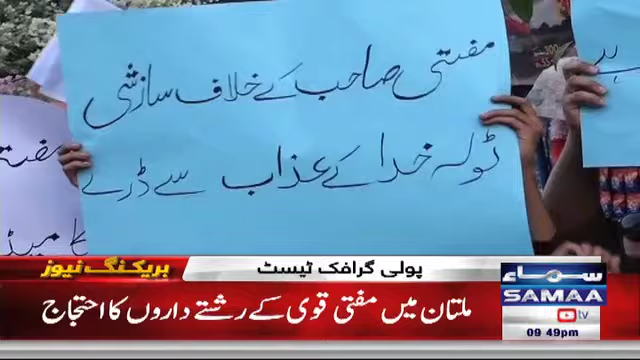 مفتی صاحب کے خلاف سازشی
ٹولہ خدا کے عذاب سے ڈرے
بریکنگ نیوز
پولی گرافک ٹیسٹ
ملتان میں مفتی قوی کے رشتے داروں کا احتجاج
سماء
SAMAA
tv
09:49pm